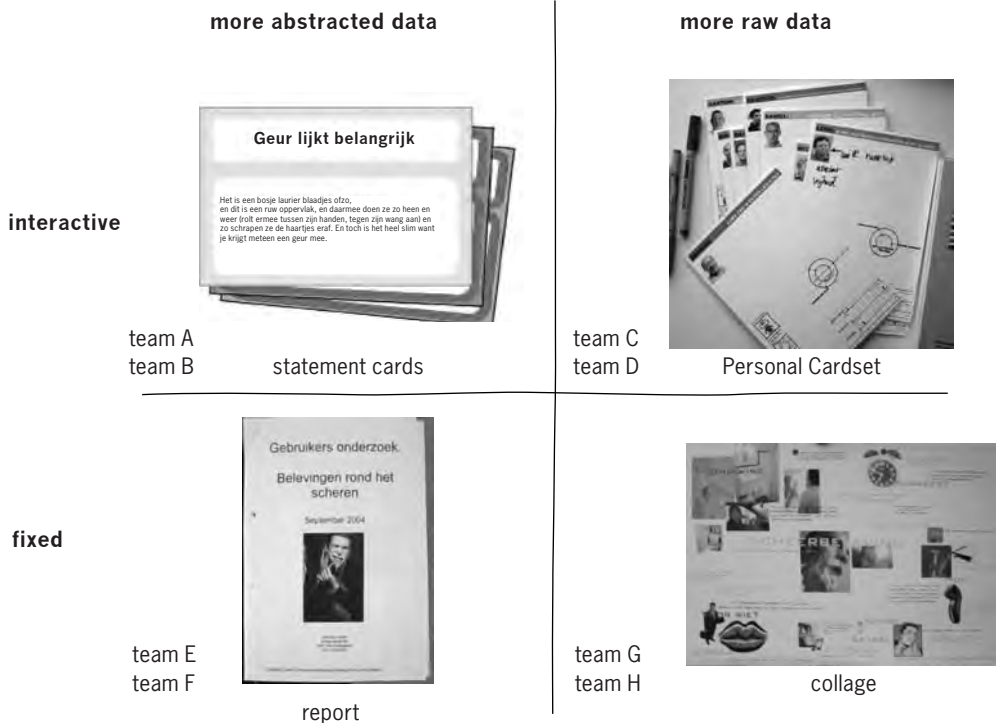 more abstracted data
more raw data
interactive
Geur lijkt belangrijk
Het is een bosje laurier blaadjes ofzo,
en dit is een ruw oppervlak, en daarmee doen ze zo heen en
weer (rolt ermee tussen zijn handen, tegen zijn wang aan) en
zo schrapen ze de haartjes eraf. En toch is het heel slim want
je krijgt meteen een geur mee.
team A
team B
statement cards
team C
team D
Personal Cardset
fixed
Gebruikers onderzoek
Belevingen rond het
scheren
September 2004
team E
team F
report
team G
team H
collage